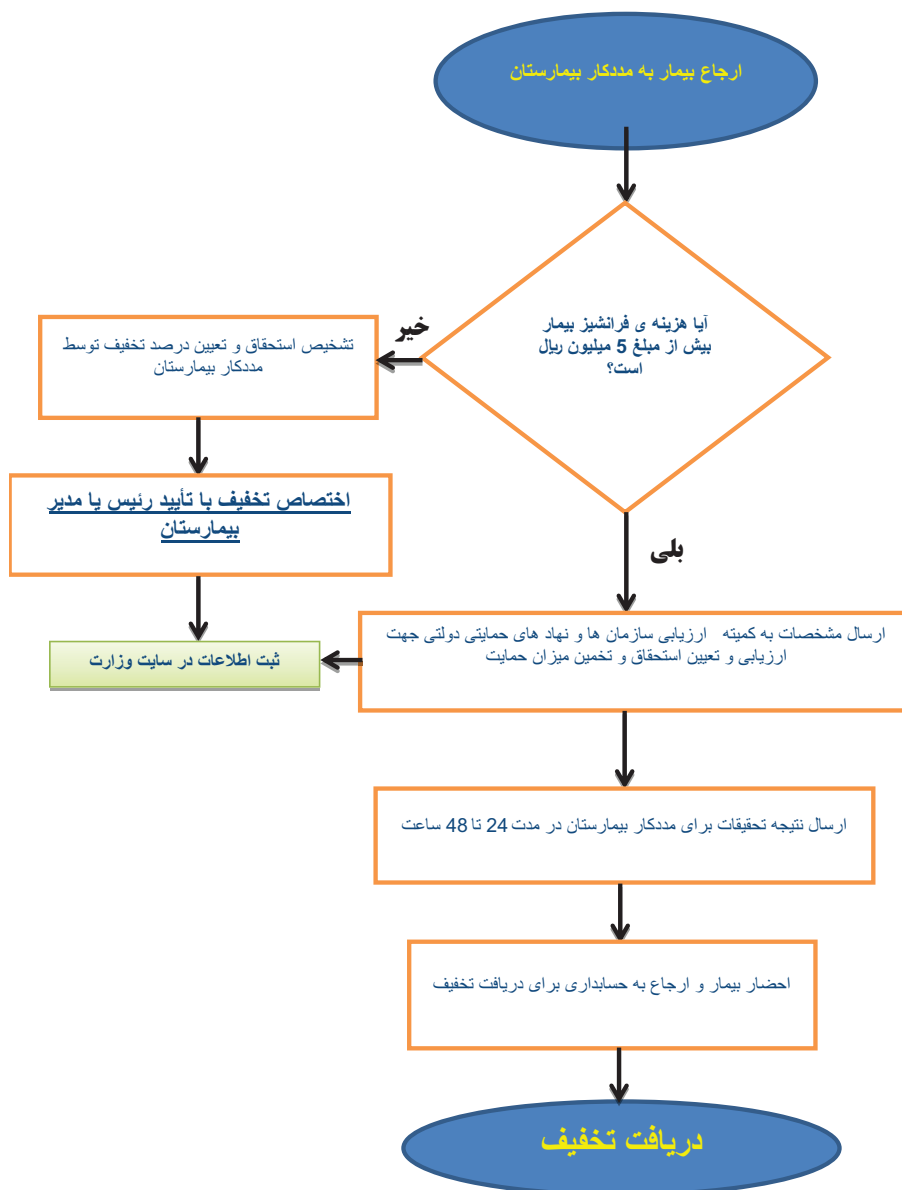 ارجاع بیمار به مددکار بیمارستان
آیا هزینه ی فرانشیز بیمار
بیش از مبلغ 5 میلیون ریال
است؟
خیر
تشخیص استحقاق و تعیین درصد تخفیف توسط
مددکار بیمارستان
اختصاص تخفیف با تأیید رئیس یا مدیر
بیمارستان
بلی
ارسال مشخصات به کمیته ارزیابی سازمان ها و نهاد های حمایتی دولتی جهت
ارزیابی و تعیین استحقاق و تخمین میزان حمایت
ثبت اطلاعات در سایت وزارت
ارسال نتیجه تحقیقات برای مددکار بیمارستان در مدت 24 تا 48 ساعت
احضار بیمار و ارجاع به حسابداری برای دریافت تخفیف
دریافت تخفیف